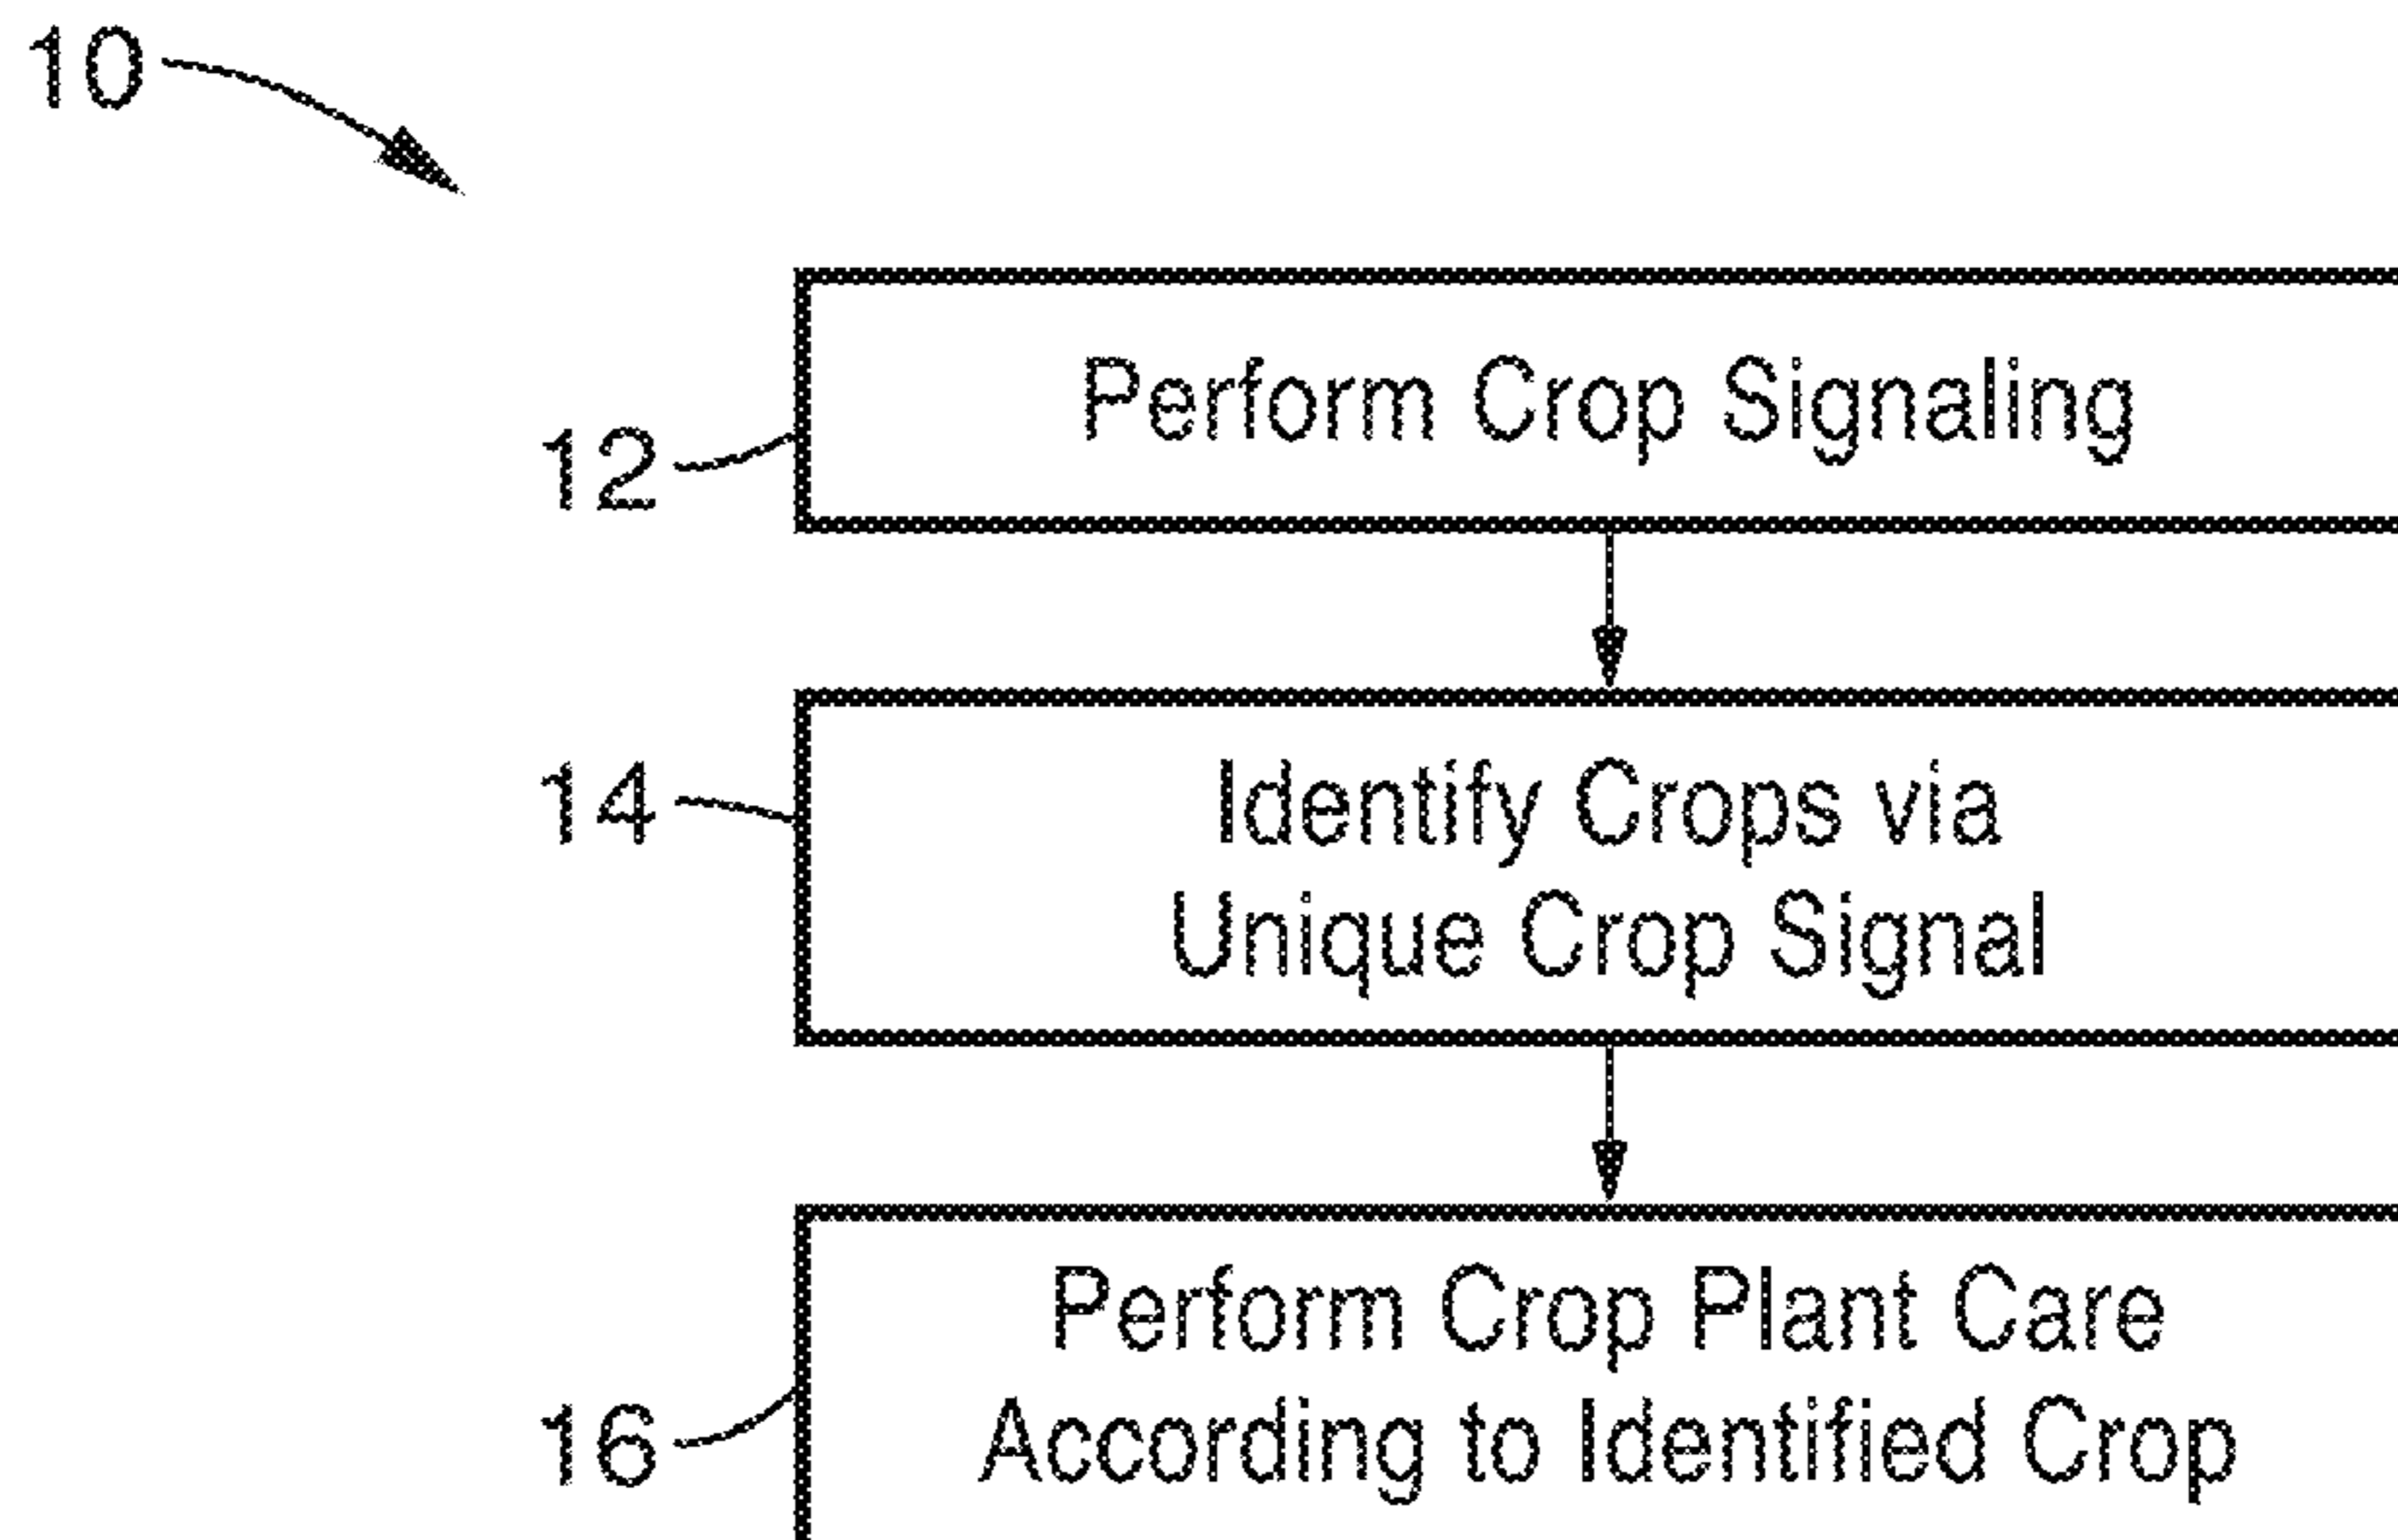 10
12
Perform Crop Signaling
14
Identify Crops via
Unique Crop Signal
16
Perform Crop Plant Care
According to Identified Crop